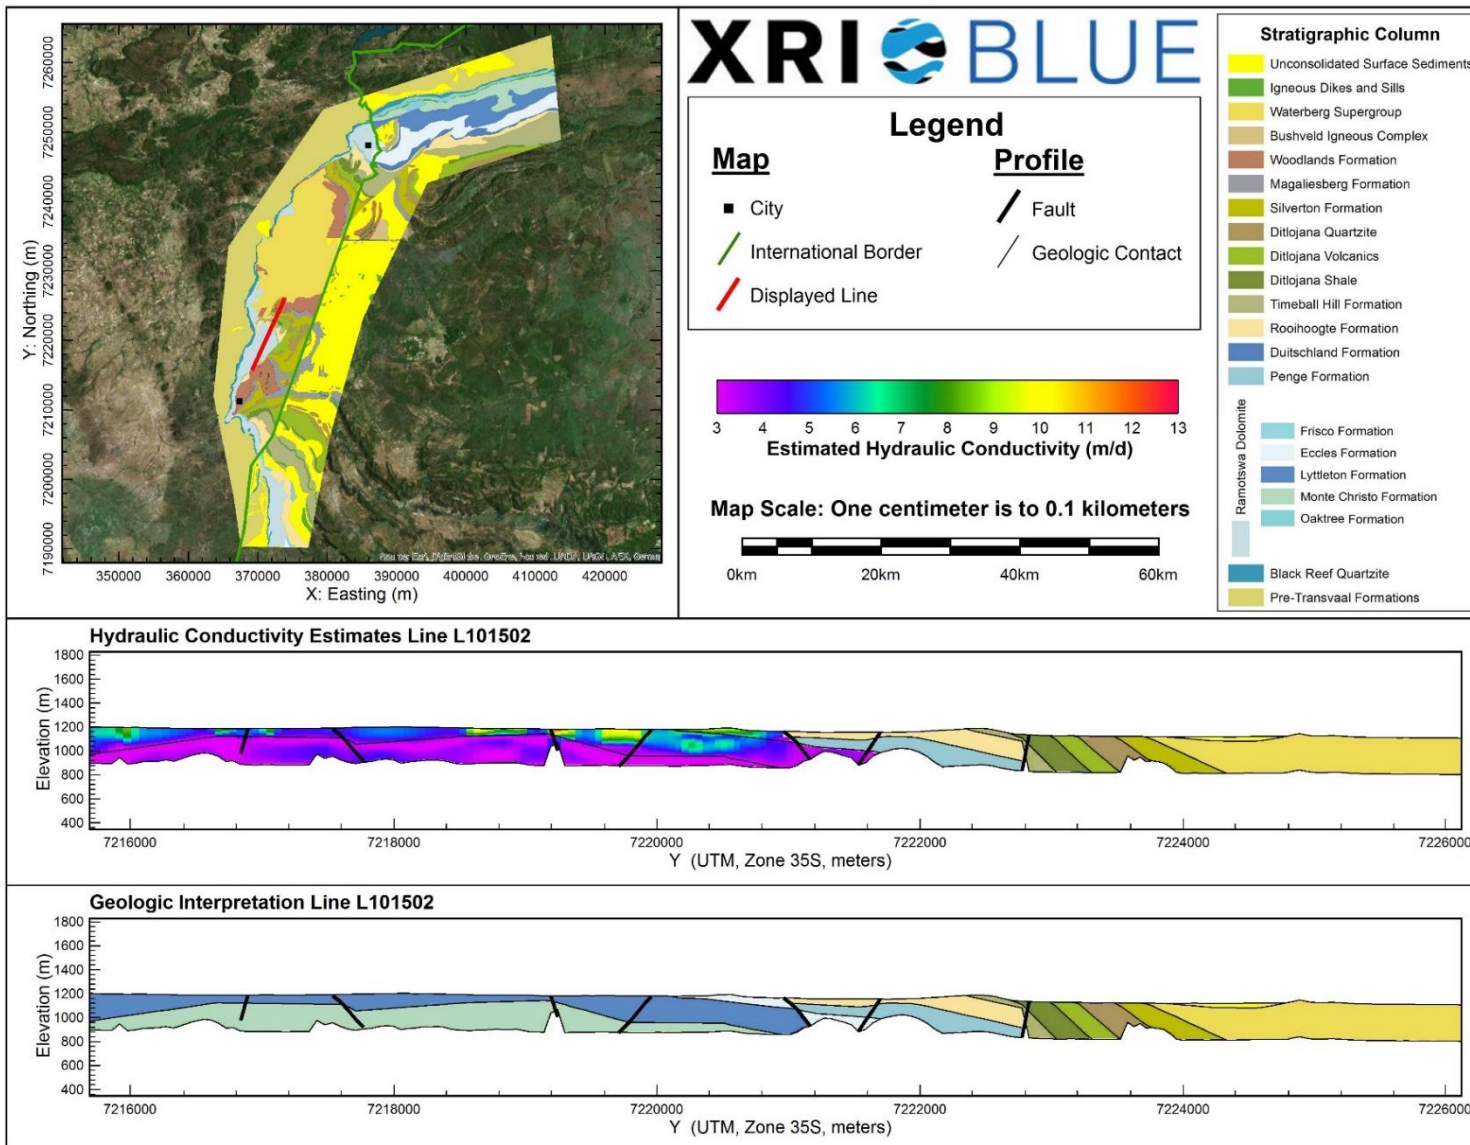 XRI BLUE
Legend
Map
City
International Border
Displayed Line
Profile
Fault
Geologic Contact
3 4 5 6 7 8 9 10 11 12 13
Estimated Hydraulic Conductivity (m/d)
Map Scale: One centimeter is to 0.1 kilometers
0km 20km 40km 60km
Stratigraphic Column
Unconsolidated Surface Sediments
Igneous Dikes and Sills
Waterberg Supergroup
Bushveld Igneous Complex
Woodlands Formation
Magaliesberg Formation
Silverton Formation
Ditlojana Quartzite
Ditlojana Volcanics
Ditlojana Shale
Timeball Hill Formation
Rooihoogte Formation
Duitschland Formation
Penge Formation
Ramotswa Dolomite
Frisco Formation
Eccles Formation
Lyttleton Formation
Monte Christo Formation
Oaktree Formation
Black Reef Quartzite
Pre-Transvaal Formations
Y: Northing (m)
7260000
7250000
7240000
7230000
7220000
7210000
7200000
7190000
350000 360000 370000 380000 390000 400000 410000 420000
X: Easting (m)
Hydraulic Conductivity Estimates Line L101502
Elevation (m)
1800
1600
1400
1200
1000
800
600
400
7216000 7218000 7220000 7222000 7224000 7226000
Y (UTM, Zone 35S, meters)
Geologic Interpretation Line L101502
Elevation (m)
1800
1600
1400
1200
1000
800
600
400
7216000 7218000 7220000 7222000 7224000 7226000
Y (UTM, Zone 35S, meters)